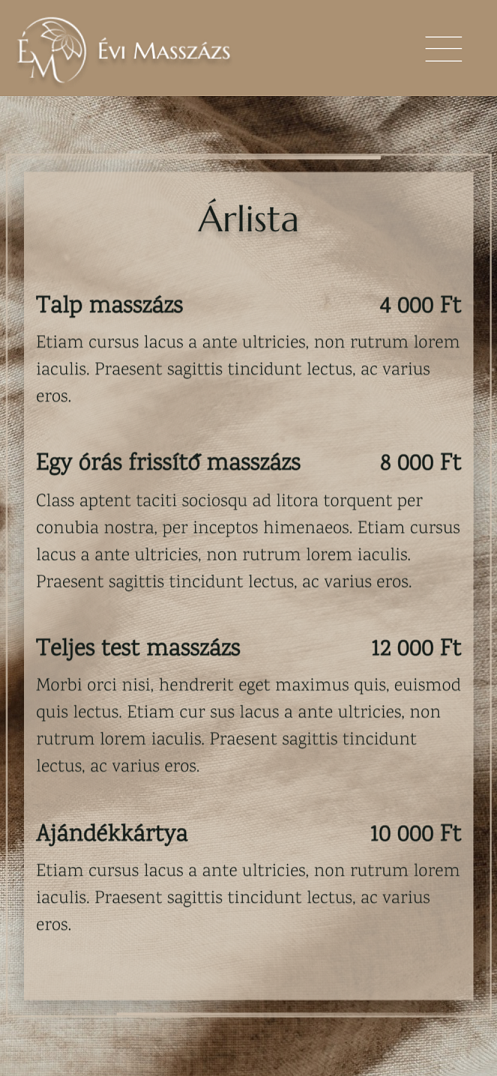 ÉM Évi Masszázs
Árlista
Talp masszázs 4 000 Ft
Etiam cursus lacus a ante ultricies, non rutrum lorem
iaculis. Praesent sagittis tincidunt lectus, ac varius
eros.
Egy órás frissítő masszázs 8 000 Ft
Class aptent taciti sociosqu ad litora torquent per
conubia nostra, per inceptos himenaeos. Etiam cursus
lacus a ante ultricies, non rutrum lorem iaculis.
Praesent sagittis tincidunt lectus, ac varius eros.
Teljes test masszázs 12 000 Ft
Morbi orci nisi, hendrerit eget maximus quis, euismod
quis lectus. Etiam cur sus lacus a ante ultricies, non
rutrum lorem iaculis. Praesent sagittis tincidunt
lectus, ac varius eros.
Ajándékkártya 10 000 Ft
Etiam cursus lacus a ante ultricies, non rutrum lorem
iaculis. Praesent sagittis tincidunt lectus, ac varius
eros.